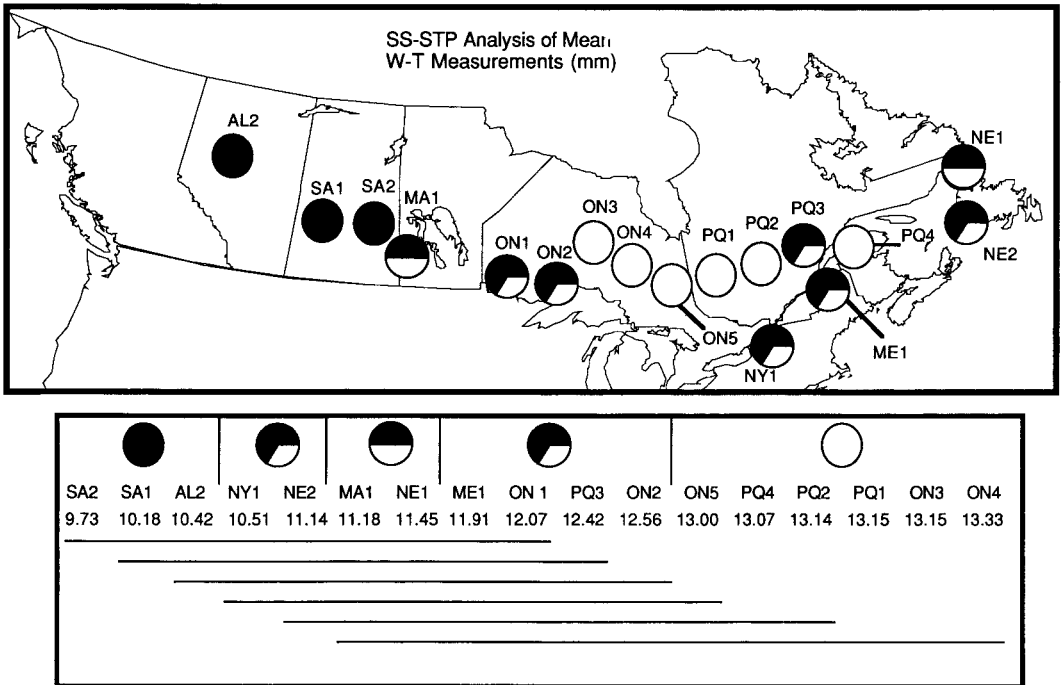 SS-STP Analysis of Mean
W-T Measurements (mm)
AL2
SA1
SA2
MA1
ON1
ON2
ON3
ON4
ON5
PQ1
PQ2
PQ3
PQ4
NE1
NE2
ME1
NY1
SA2 SA1 AL2 NY1 NE2 MA1 NE1 ME1 ON 1 PQ3 ON2 ON5 PQ4 PQ2 PQ1 ON3 ON4
9.73 10.18 10.42 10.51 11.14 11.18 11.45 11.91 12.07 12.42 12.56 13.00 13.07 13.14 13.15 13.15 13.33